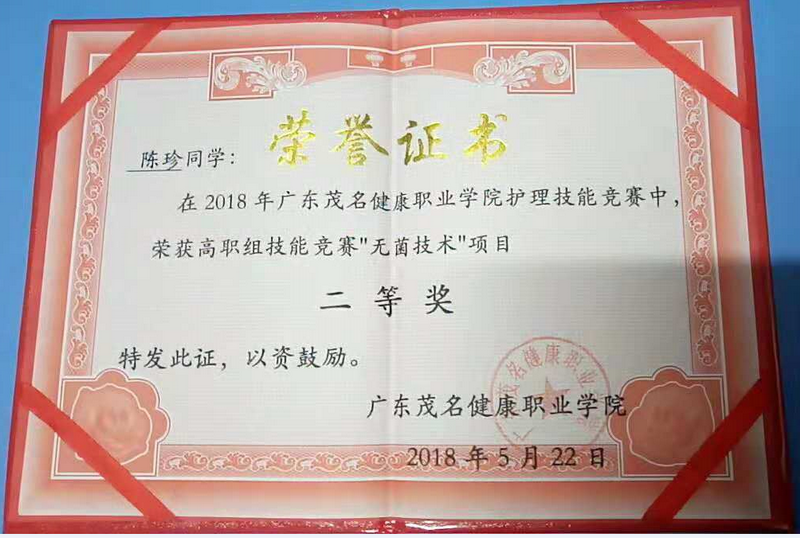 荣誉证书
陈珍同学：
在2018年广东茂名健康职业学院护理技能竞赛中，
荣获高职组技能竞赛"无菌技术"项目
二等奖
特发此证，以资鼓励。
广东茂名健康职业学院
2018年5月22日